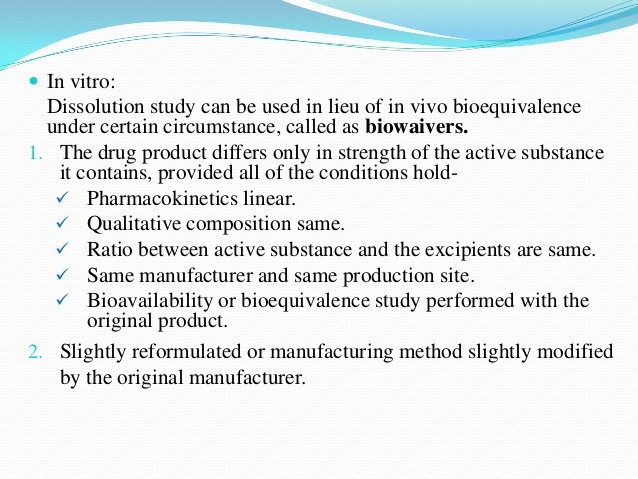 In vitro:
Dissolution study can be used in lieu of in vivo bioequivalence
under certain circumstance, called as biowaivers.
1. The drug product differs only in strength of the active substance
it contains, provided all of the conditions hold-
✓ Pharmacokinetics linear.
✓ Qualitative composition same.
✓ Ratio between active substance and the excipients are same.
✓ Same manufacturer and same production site.
✓ Bioavailability or bioequivalence study performed with the
original product.
2. Slightly reformulated or manufacturing method slightly modified
by the original manufacturer.